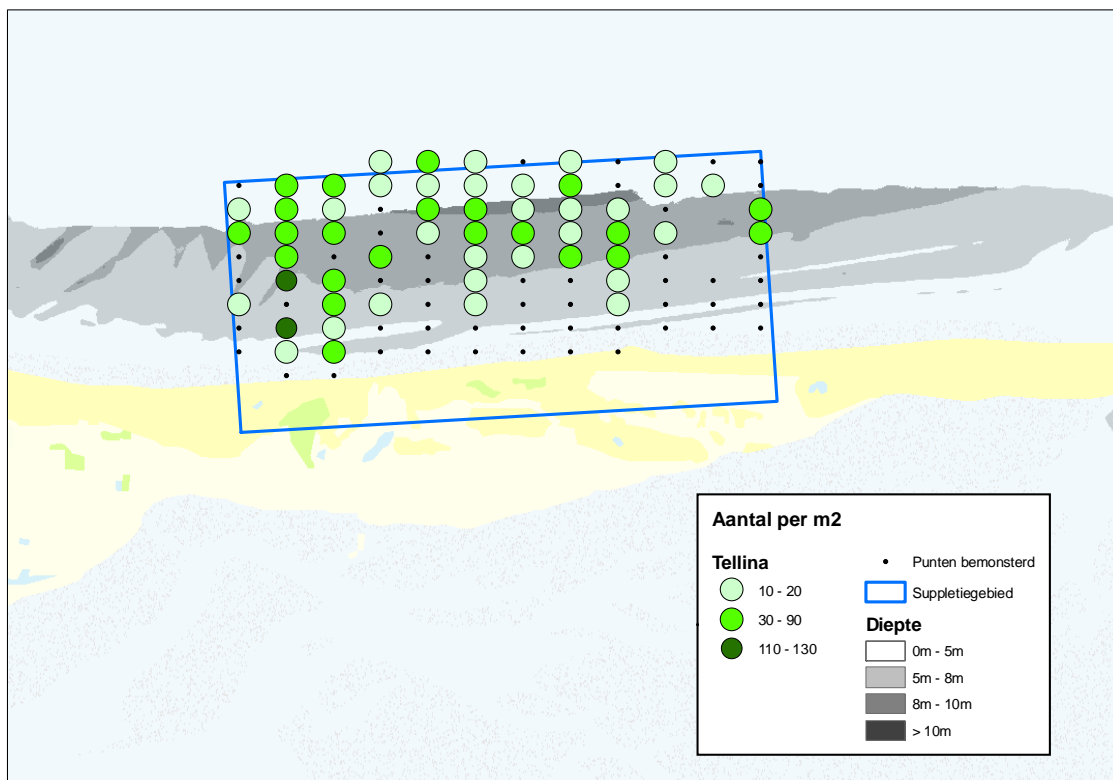 Aantal per m2
Tellina
10 - 20
30 - 90
110 - 130
Punten bemonsterd
Suppletiegebied
Diepte
0m - 5m
5m - 8m
8m - 10m
> 10m